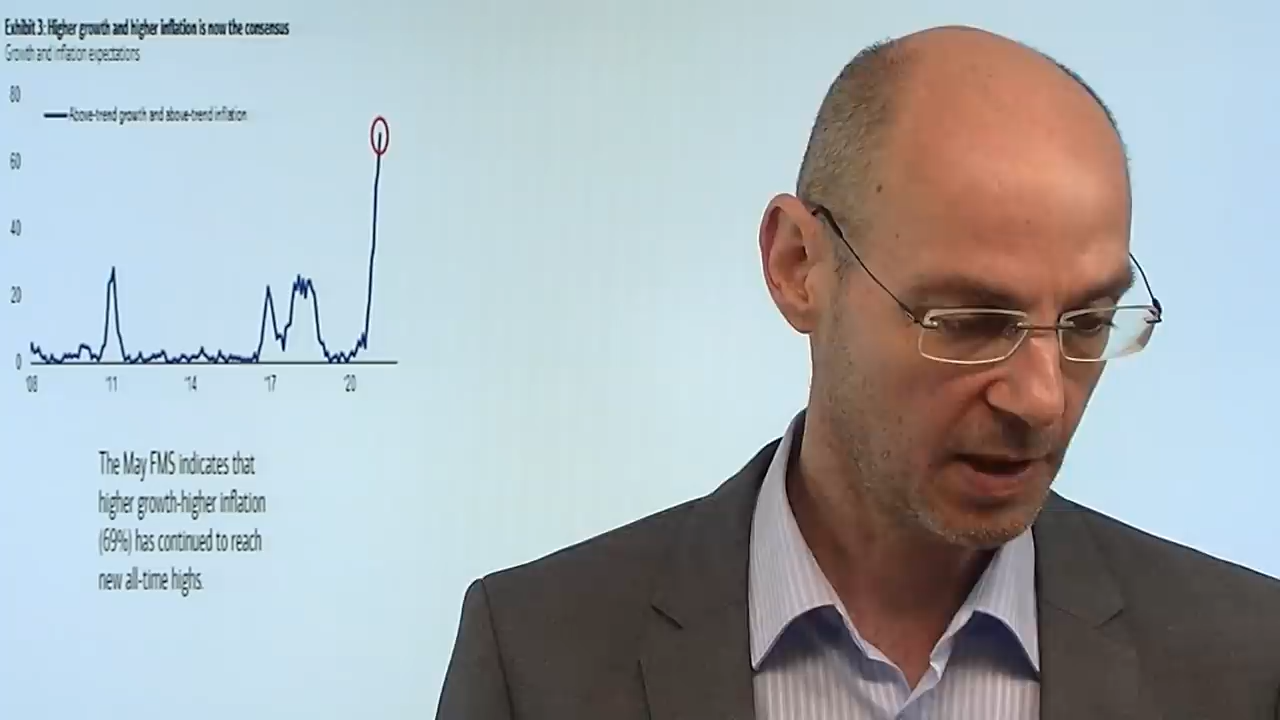 Exhibit 3: Higher growth and higher inflation is now the consensus
Growth and inflation expectations
80
Above-trend growth and above-trend inflation
60
40
20
0
'08 '11 '14 '17 '20
The May FMS indicates that
higher growth-higher inflation
(69%) has continued to reach
new all-time highs.